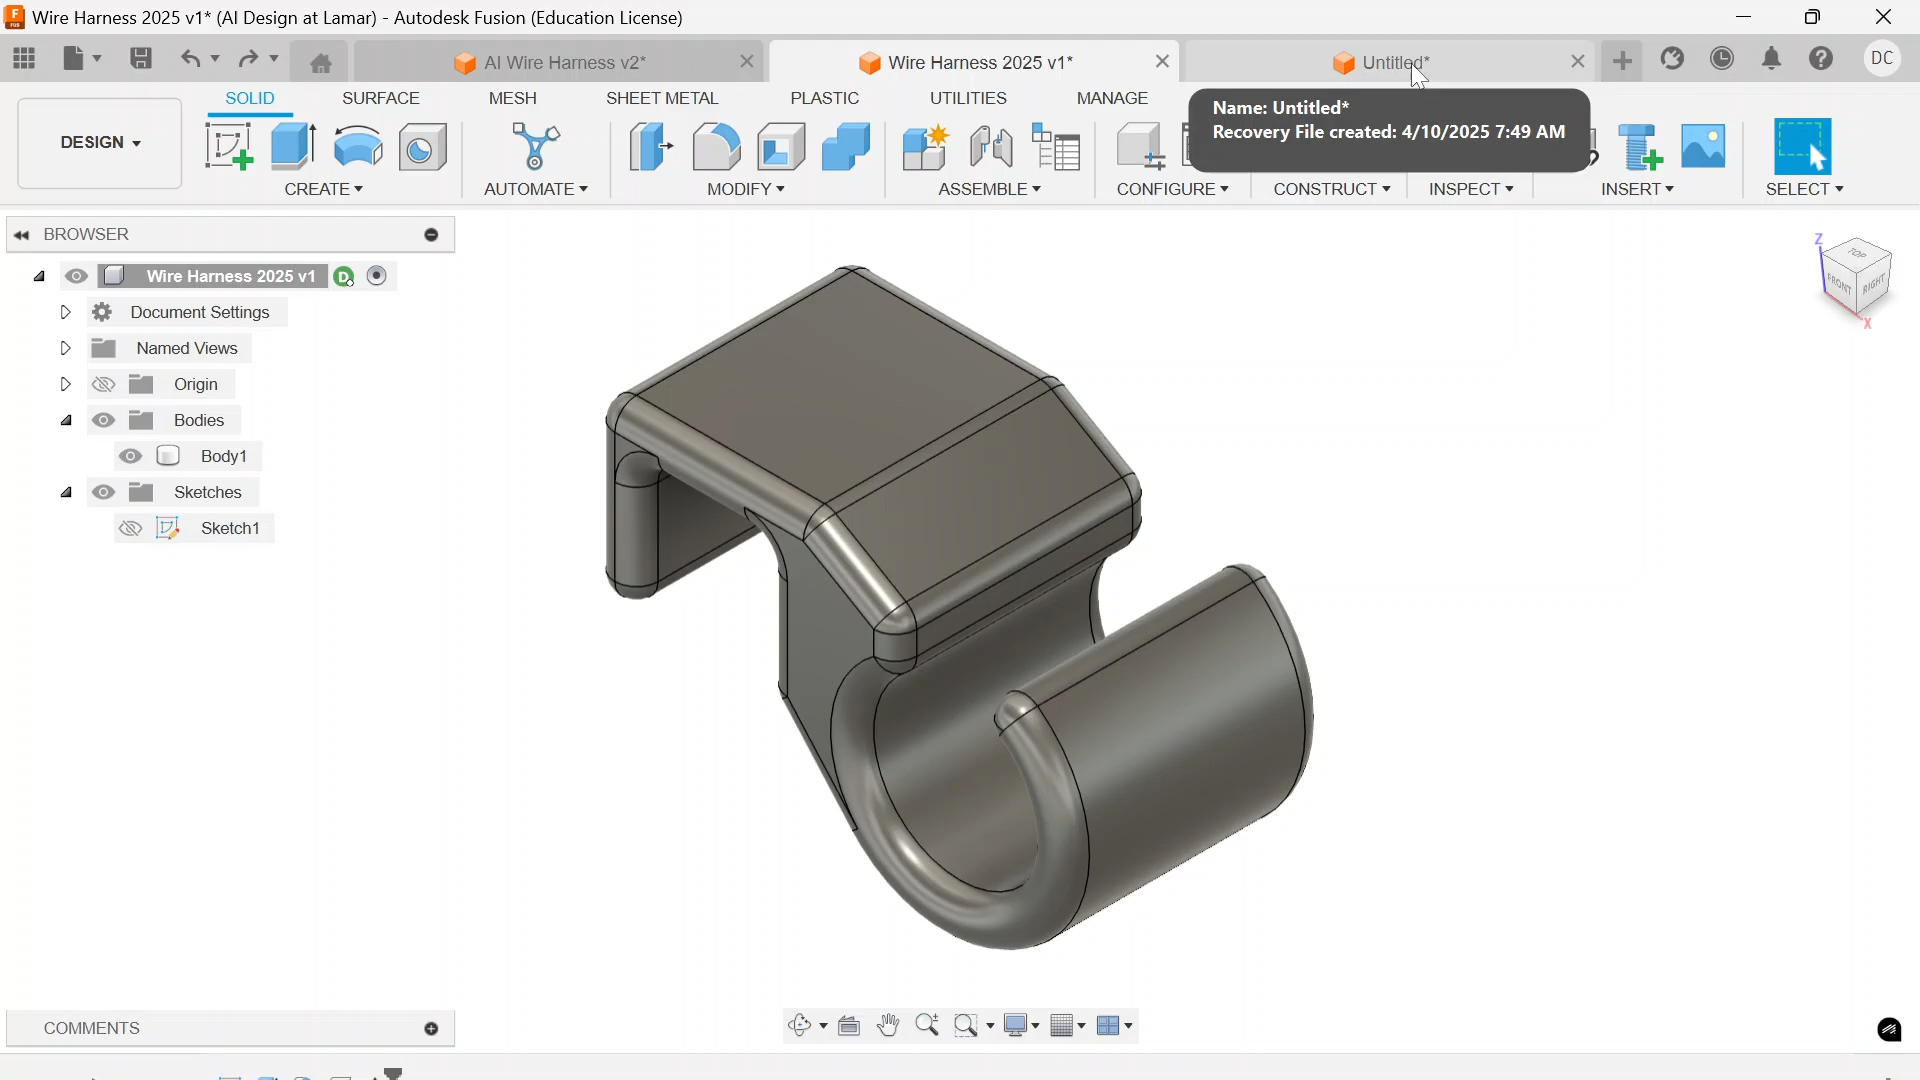 Wire Harness 2025 v1* (AI Design at Lamar) - Autodesk Fusion (Education License)
AI Wire Harness v2*
Wire Harness 2025 v1*
Untitled*
DC
SOLID
SURFACE
MESH
SHEET METAL
PLASTIC
UTILITIES
MANAGE
Name: Untitled*
Recovery File created: 4/10/2025 7:49 AM
DESIGN
CREATE
AUTOMATE
MODIFY
ASSEMBLE
CONFIGURE
CONSTRUCT
INSPECT
INSERT
SELECT
BROWSER
Wire Harness 2025 v1
D
Document Settings
Named Views
Origin
Bodies
Body1
Sketches
Sketch1
Z
TOP
FRONT
RIGHT
X
COMMENTS